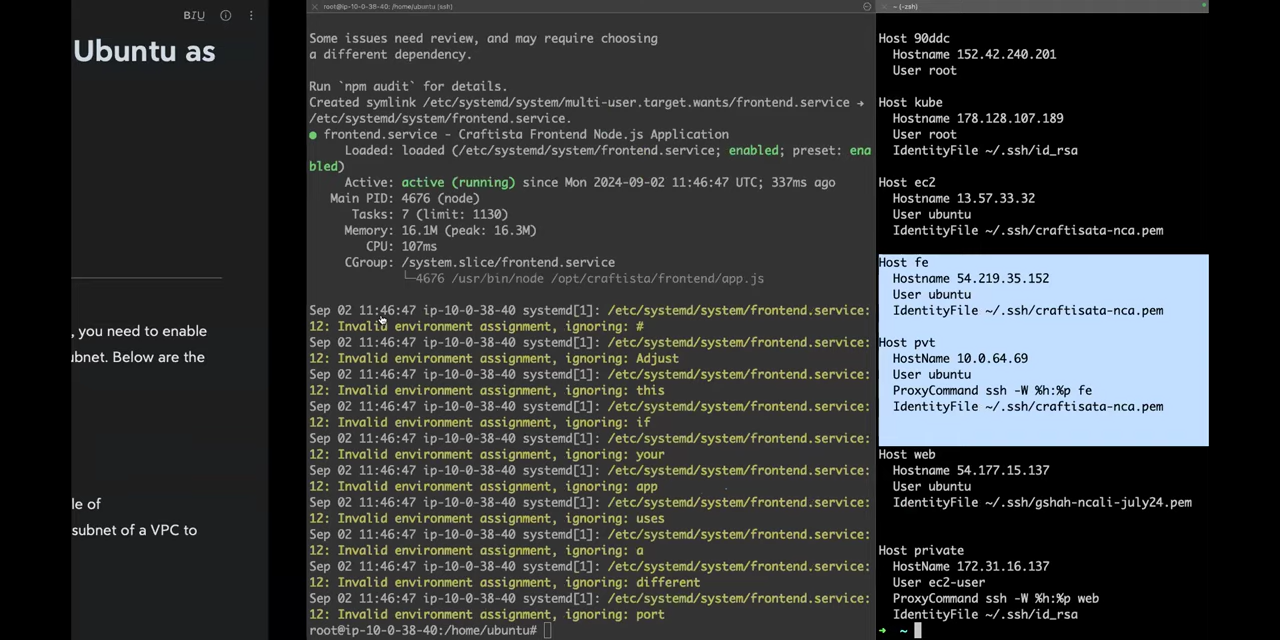 BIU
Ubuntu as
, you need to enable
ubnet. Below are the
le of
subnet of a VPC to
root@ip-10-0-38-40: /home/ubuntu (ssh)
Some issues need review, and may require choosing
a different dependency.
Run `npm audit` for details.
Created symlink /etc/systemd/system/multi-user.target.wants/frontend.service →
/etc/systemd/system/frontend.service.
● frontend.service - Craftista Frontend Node.js Application
Loaded: loaded (/etc/systemd/system/frontend.service; enabled; preset: ena
bled)
Active: active (running) since Mon 2024-09-02 11:46:47 UTC; 337ms ago
Main PID: 4676 (node)
Tasks: 7 (limit: 1130)
Memory: 16.1M (peak: 16.3M)
CPU: 107ms
CGroup: /system.slice/frontend.service
└─4676 /usr/bin/node /opt/craftista/frontend/app.js
Sep 02 11:46:47 ip-10-0-38-40 systemd[1]: /etc/systemd/system/frontend.service:
12: Invalid environment assignment, ignoring: #
Sep 02 11:46:47 ip-10-0-38-40 systemd[1]: /etc/systemd/system/frontend.service:
12: Invalid environment assignment, ignoring: Adjust
Sep 02 11:46:47 ip-10-0-38-40 systemd[1]: /etc/systemd/system/frontend.service:
12: Invalid environment assignment, ignoring: this
Sep 02 11:46:47 ip-10-0-38-40 systemd[1]: /etc/systemd/system/frontend.service:
12: Invalid environment assignment, ignoring: if
Sep 02 11:46:47 ip-10-0-38-40 systemd[1]: /etc/systemd/system/frontend.service:
12: Invalid environment assignment, ignoring: your
Sep 02 11:46:47 ip-10-0-38-40 systemd[1]: /etc/systemd/system/frontend.service:
12: Invalid environment assignment, ignoring: app
Sep 02 11:46:47 ip-10-0-38-40 systemd[1]: /etc/systemd/system/frontend.service:
12: Invalid environment assignment, ignoring: uses
Sep 02 11:46:47 ip-10-0-38-40 systemd[1]: /etc/systemd/system/frontend.service:
12: Invalid environment assignment, ignoring: a
Sep 02 11:46:47 ip-10-0-38-40 systemd[1]: /etc/systemd/system/frontend.service:
12: Invalid environment assignment, ignoring: different
Sep 02 11:46:47 ip-10-0-38-40 systemd[1]: /etc/systemd/system/frontend.service:
12: Invalid environment assignment, ignoring: port
root@ip-10-0-38-40:/home/ubuntu#
~ (-zsh)
Host 90ddc
Hostname 152.42.240.201
User root
Host kube
Hostname 178.128.107.189
User root
IdentityFile ~/.ssh/id_rsa
Host ec2
Hostname 13.57.33.32
User ubuntu
IdentityFile ~/.ssh/craftisata-nca.pem
Host fe
Hostname 54.219.35.152
User ubuntu
IdentityFile ~/.ssh/craftisata-nca.pem
Host pvt
HostName 10.0.64.69
User ubuntu
ProxyCommand ssh -W %h:%p fe
IdentityFile ~/.ssh/craftisata-nca.pem
Host web
Hostname 54.177.15.137
User ubuntu
IdentityFile ~/.ssh/gshah-ncali-july24.pem
Host private
HostName 172.31.16.137
User ec2-user
ProxyCommand ssh -W %h:%p web
IdentityFile ~/.ssh/id_rsa
→ ~